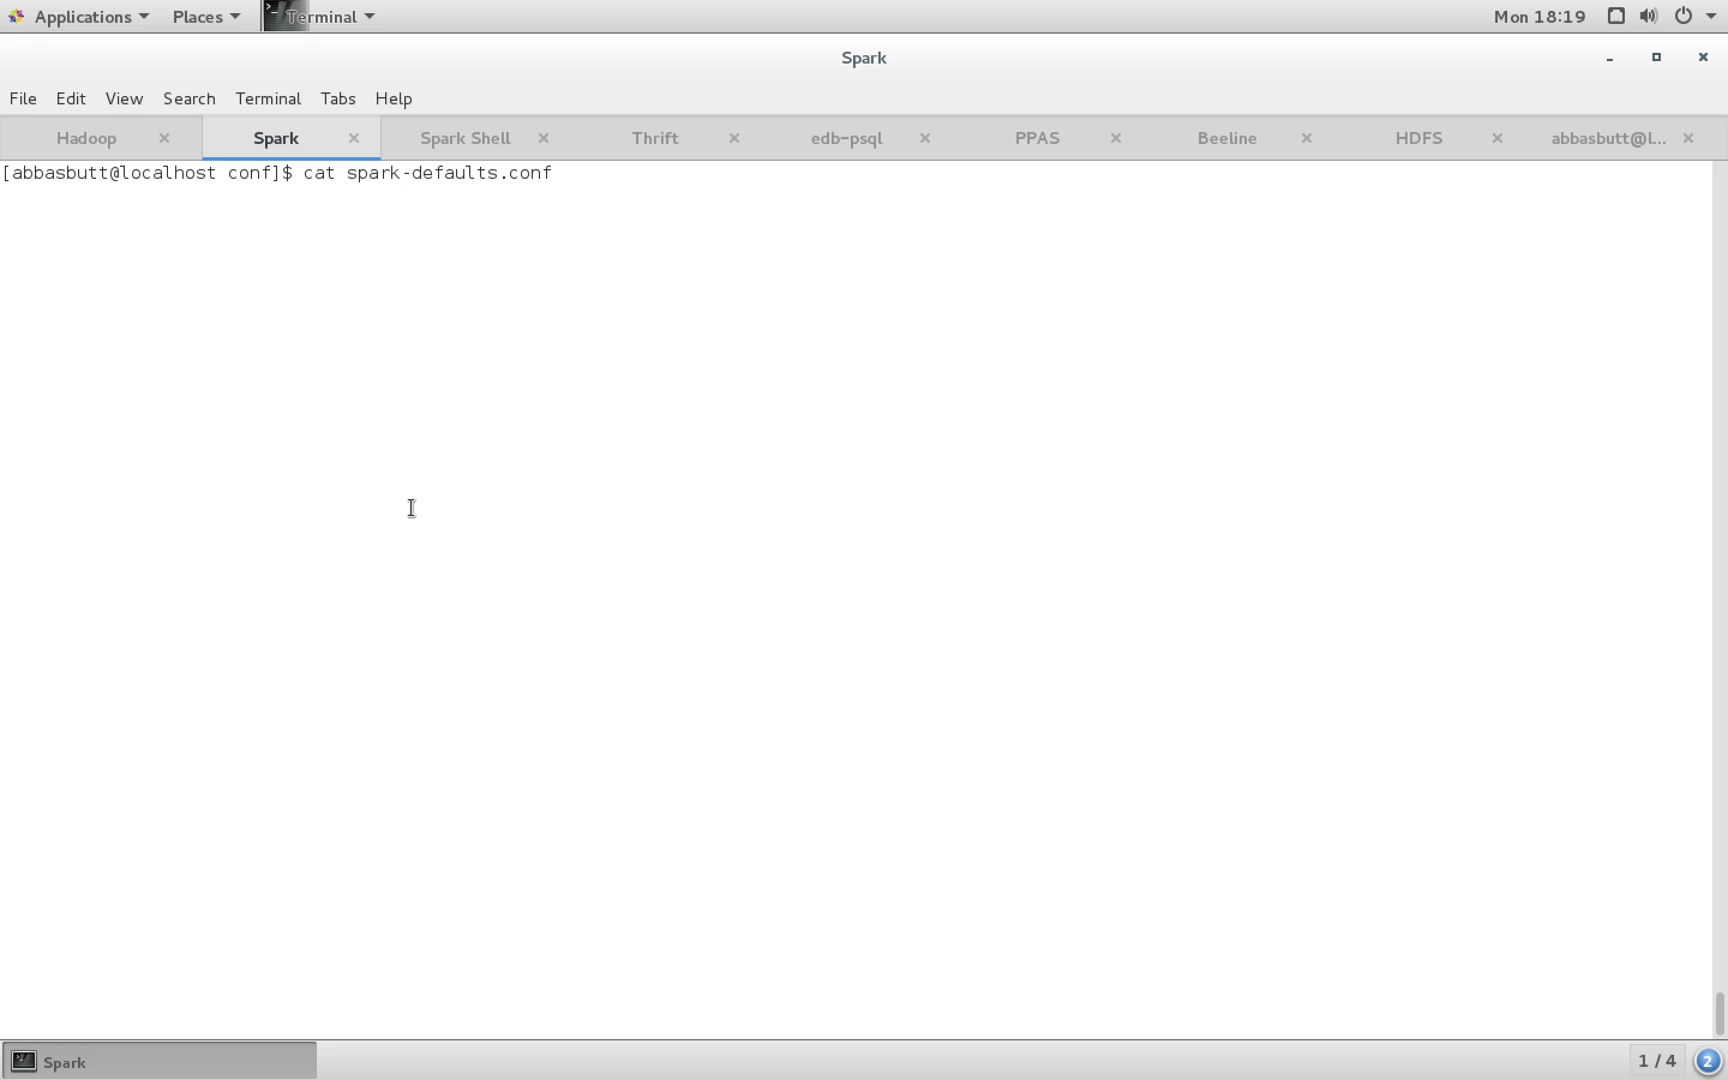 Applications Places Terminal Mon 18:19
Spark
File Edit View Search Terminal Tabs Help
Hadoop Spark Spark Shell Thrift edb-psql PPAS Beeline HDFS abbasbutt@l...
[abbasbutt@localhost conf]$ cat spark-defaults.conf
Spark 1 / 4 2